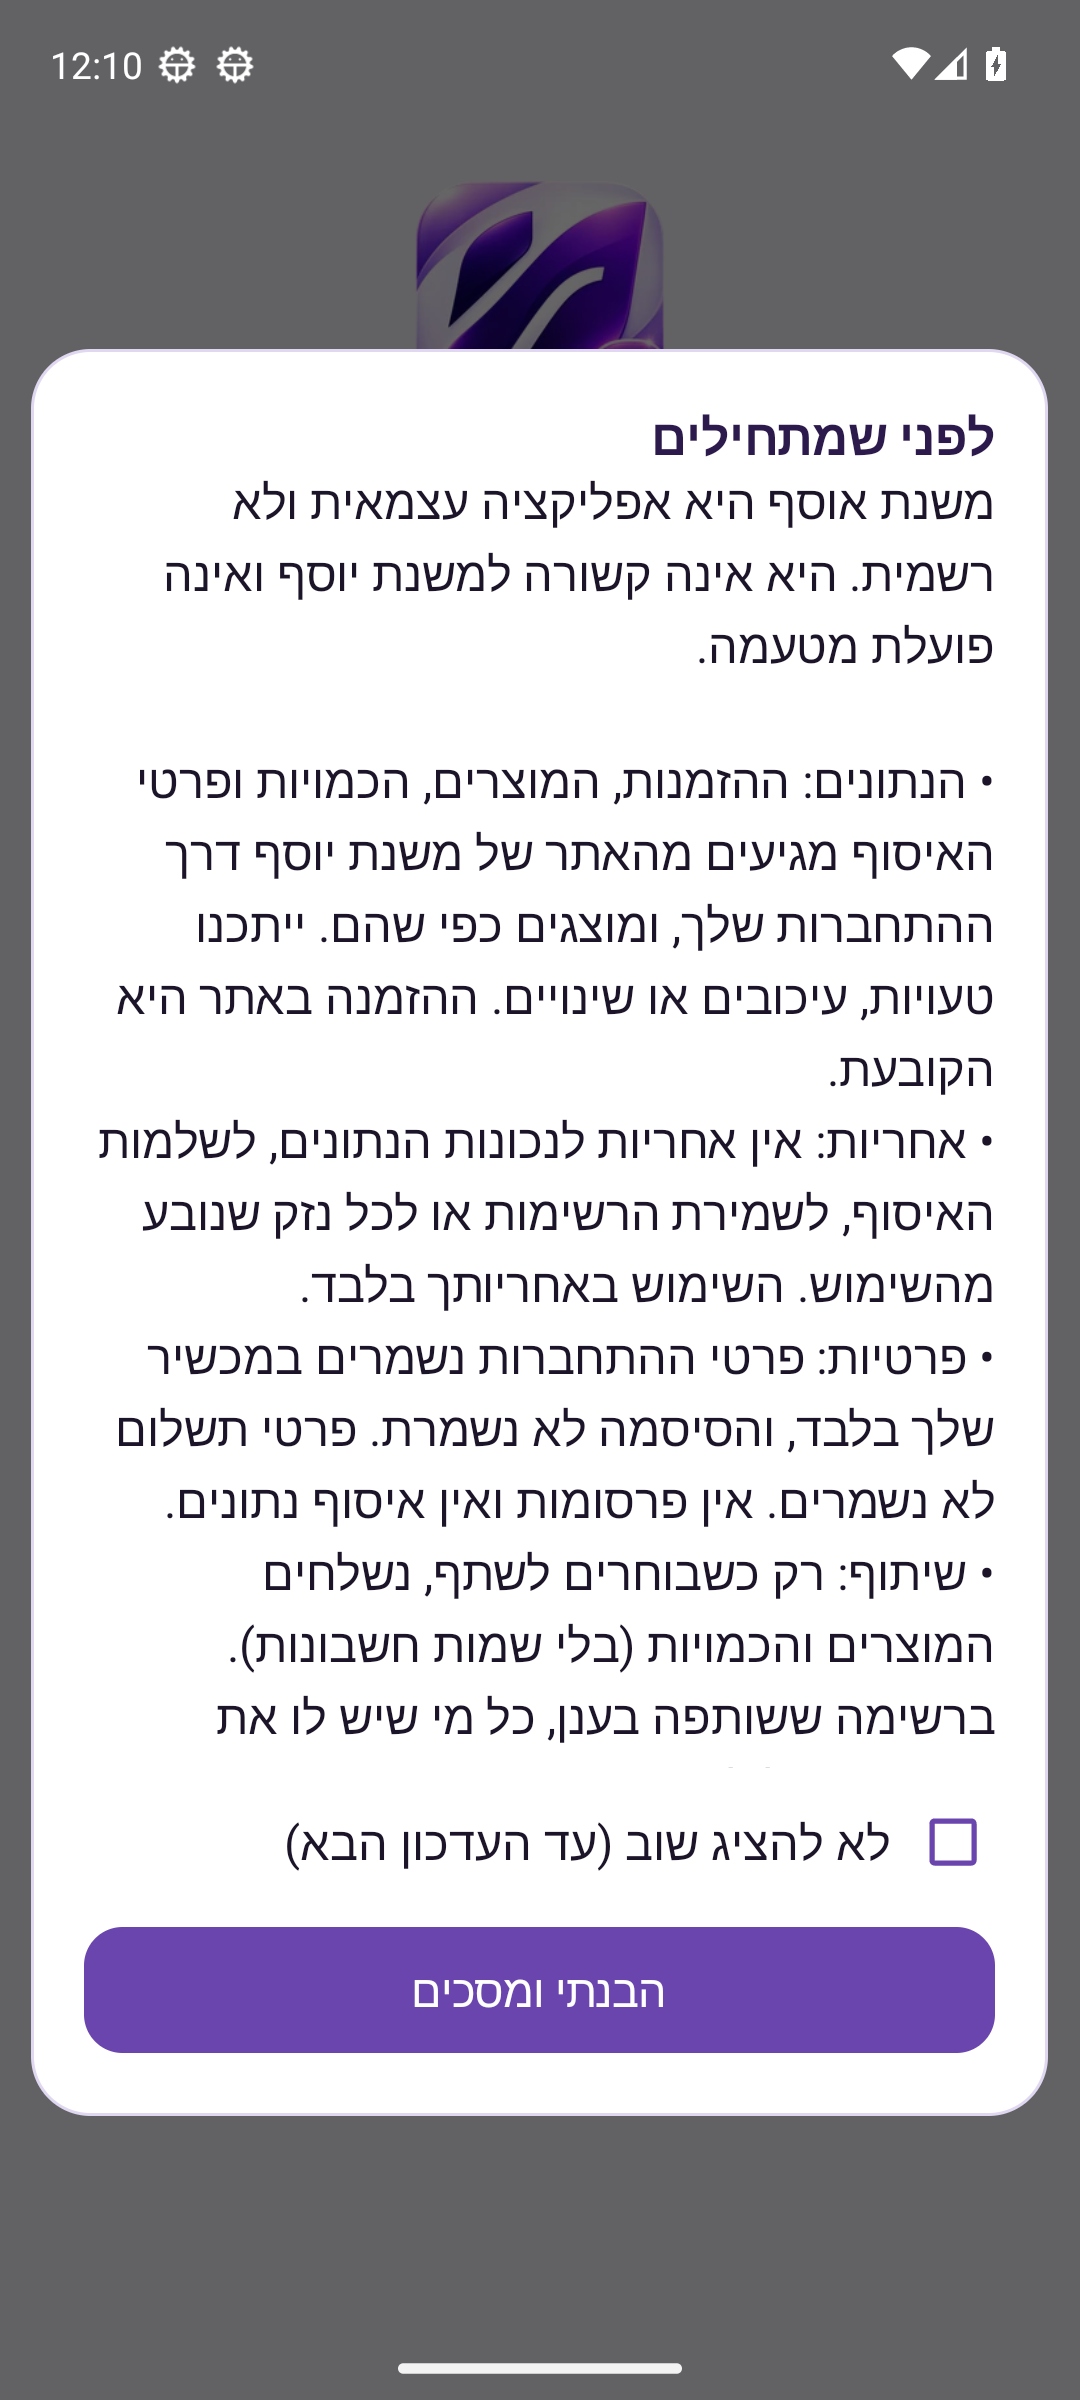 12:10
לפני שמתחילים
משנת אוסף היא אפליקציה עצמאית ולא
רשמית. היא אינה קשורה למשנת יוסף ואינה
פועלת מטעמה.
• הנתונים: ההזמנות, המוצרים, הכמויות ופרטי
האיסוף מגיעים מהאתר של משנת יוסף דרך
ההתחברות שלך, ומוצגים כפי שהם. ייתכנו
טעויות, עיכובים או שינויים. ההזמנה באתר היא
הקובעת.
• אחריות: אין אחריות לנכונות הנתונים, לשלמות
האיסוף, לשמירת הרשימות או לכל נזק שנובע
מהשימוש. השימוש באחריותך בלבד.
• פרטיות: פרטי ההתחברות נשמרים במכשיר
שלך בלבד, והסיסמה לא נשמרת. פרטי תשלום
לא נשמרים. אין פרסומות ואין איסוף נתונים.
• שיתוף: רק כשבוחרים לשתף, נשלחים
המוצרים והכמויות (בלי שמות חשבונות).
ברשימה ששותפה בענן, כל מי שיש לו את
לא להציג שוב (עד העדכון הבא)
הבנתי ומסכים